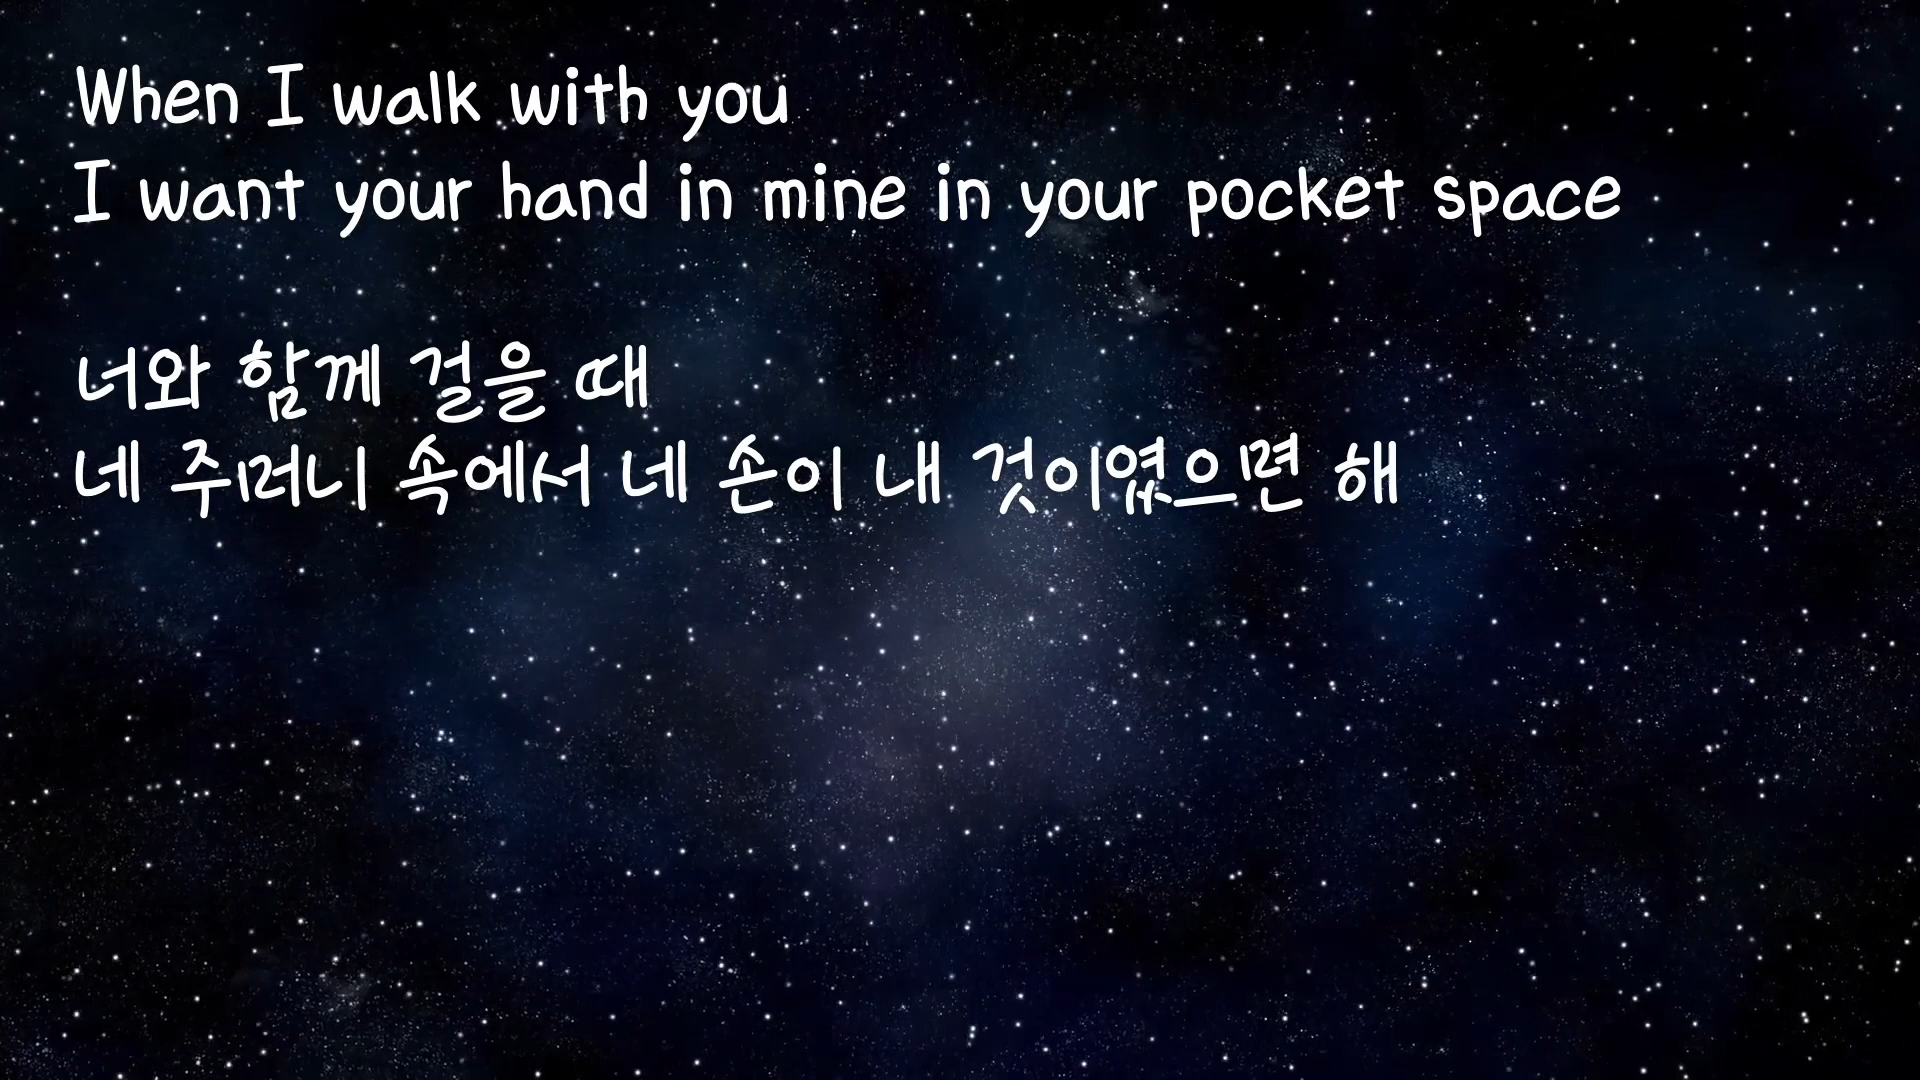 When I walk with you
I want your hand in mine in your pocket space
너와 함께 걸을 때
네 주머니 속에서 네 손이 내 것이였으면 해